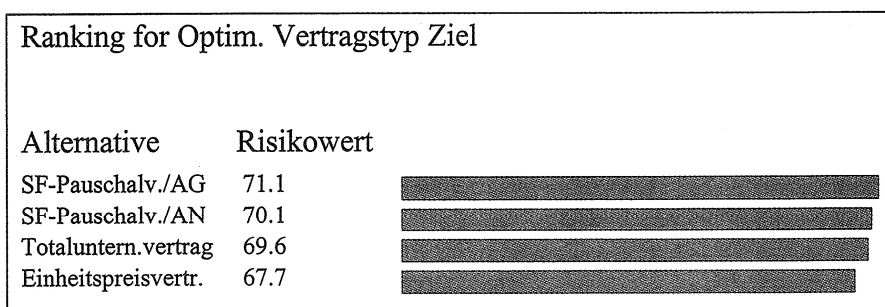 Ranking for Optim. Vertragstyp Ziel
Alternative Risikowert
SF-Pauschalv./AG 71.1
SF-Pauschalv./AN 70.1
Totaluntern.vertrag 69.6
Einheitspreisvertr. 67.7